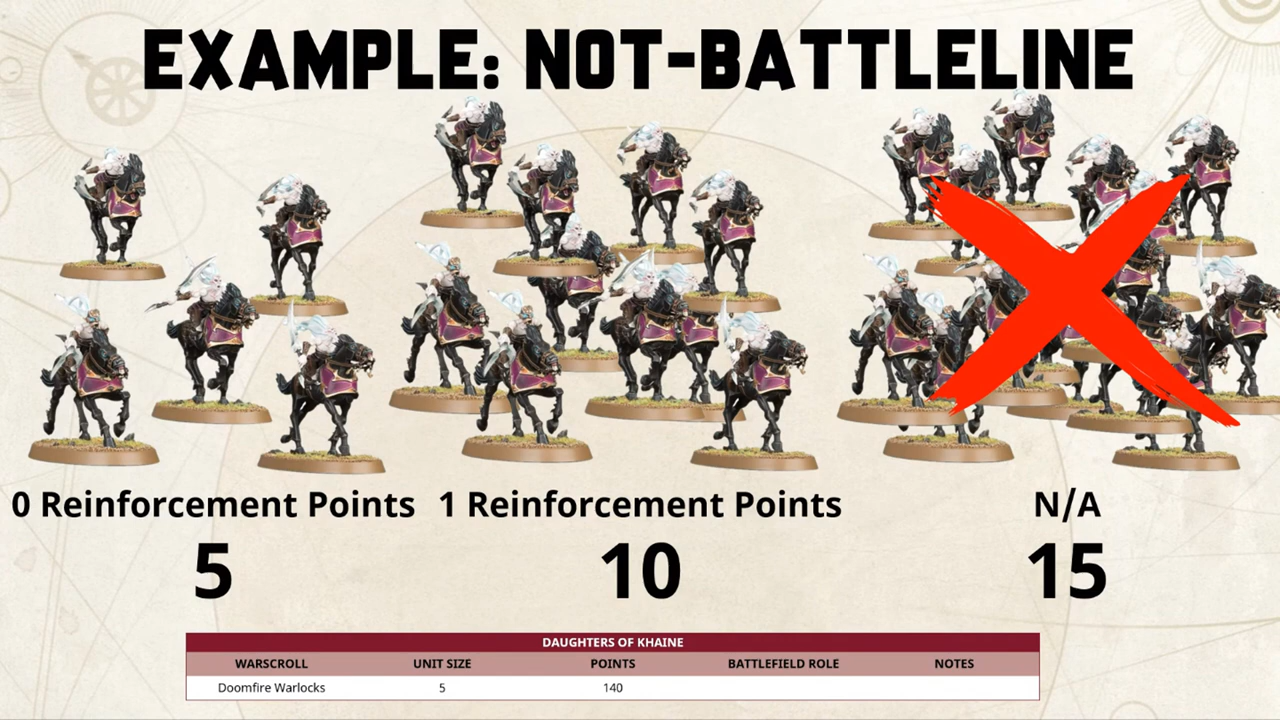 EXAMPLE: NOT-BATTLELINE
0 Reinforcement Points
1 Reinforcement Points
N/A
5
10
15
DAUGHTERS OF KHAINE
WARSCROLL UNIT SIZE POINTS BATTLEFIELD ROLE NOTES
Doomfire Warlocks 5 140